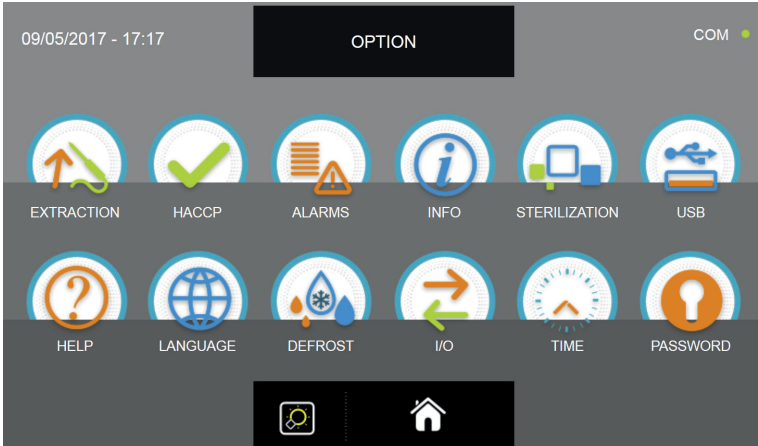 09/05/2017 - 17:17
OPTION
COM
EXTRACTION
HACCP
ALARMS
INFO
STERILIZATION
USB
HELP
LANGUAGE
DEFROST
I/O
TIME
PASSWORD